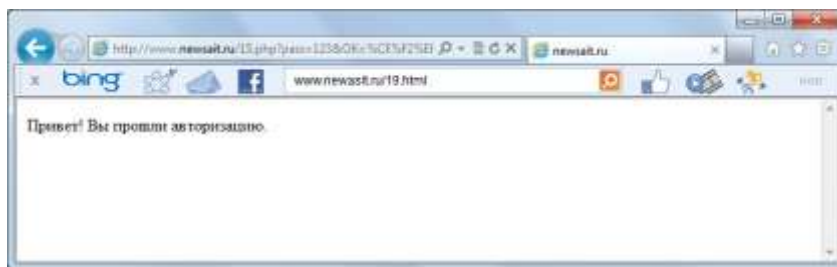 http://www.newsait.ru/15.php?pass=123&OK=%CE%F2%EF
newsait.ru
x bing
www.newasit.ru/19.html
Привет! Вы прошли авторизацию.